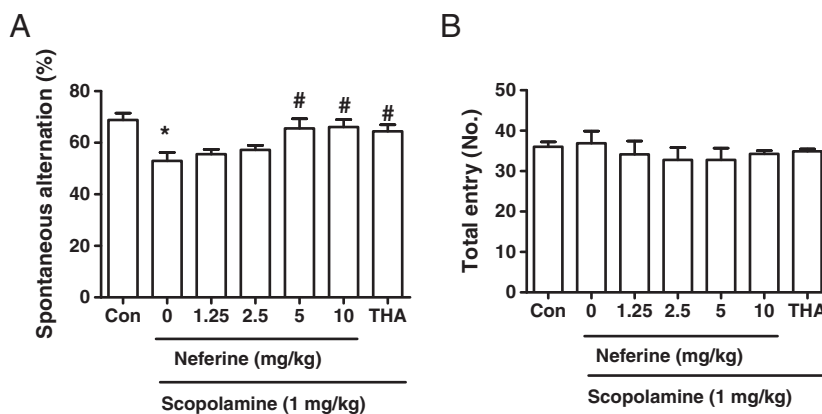 A
Spontaneous alternation (%)
80
60
40
20
0
*
#
#
#
Con 0 1.25 2.5 5 10 THA
Neferine (mg/kg)
Scopolamine (1 mg/kg)
B
Total entry (No.)
50
40
30
20
10
0
Con 0 1.25 2.5 5 10 THA
Neferine (mg/kg)
Scopolamine (1 mg/kg)